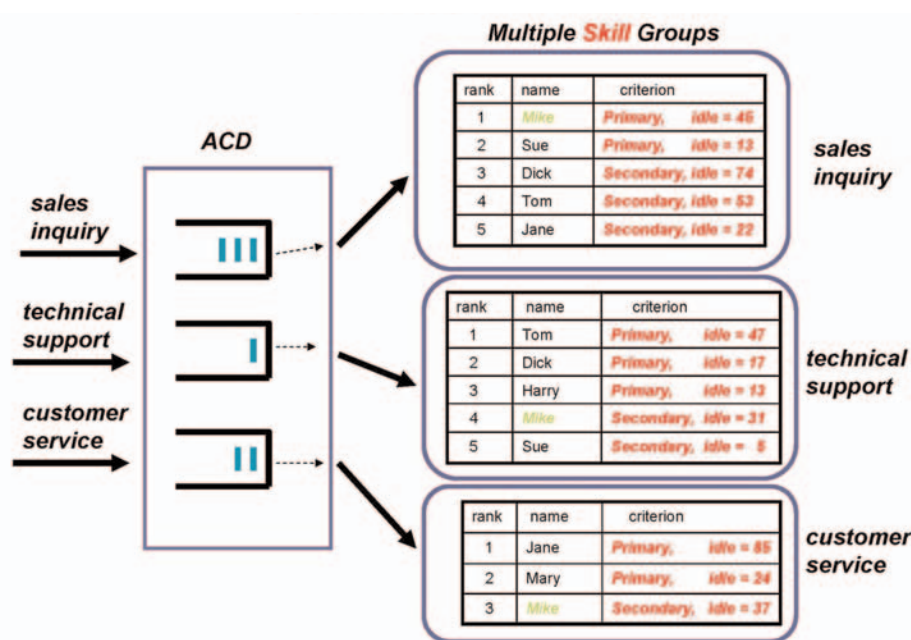 Multiple Skill Groups
ACD
sales
inquiry
technical
support
customer
service
rank name criterion
1 Mike Primary, idle = 45
2 Sue Primary, idle = 13
3 Dick Secondary, idle = 74
4 Tom Secondary, idle = 53
5 Jane Secondary, idle = 22
sales
inquiry
rank name criterion
1 Tom Primary, idle = 47
2 Dick Primary, idle = 17
3 Harry Primary, idle = 13
4 Mike Secondary, idle = 31
5 Sue Secondary, idle = 5
technical
support
rank name criterion
1 Jane Primary, idle = 85
2 Mary Primary, idle = 24
3 Mike Secondary, idle = 37
customer
service